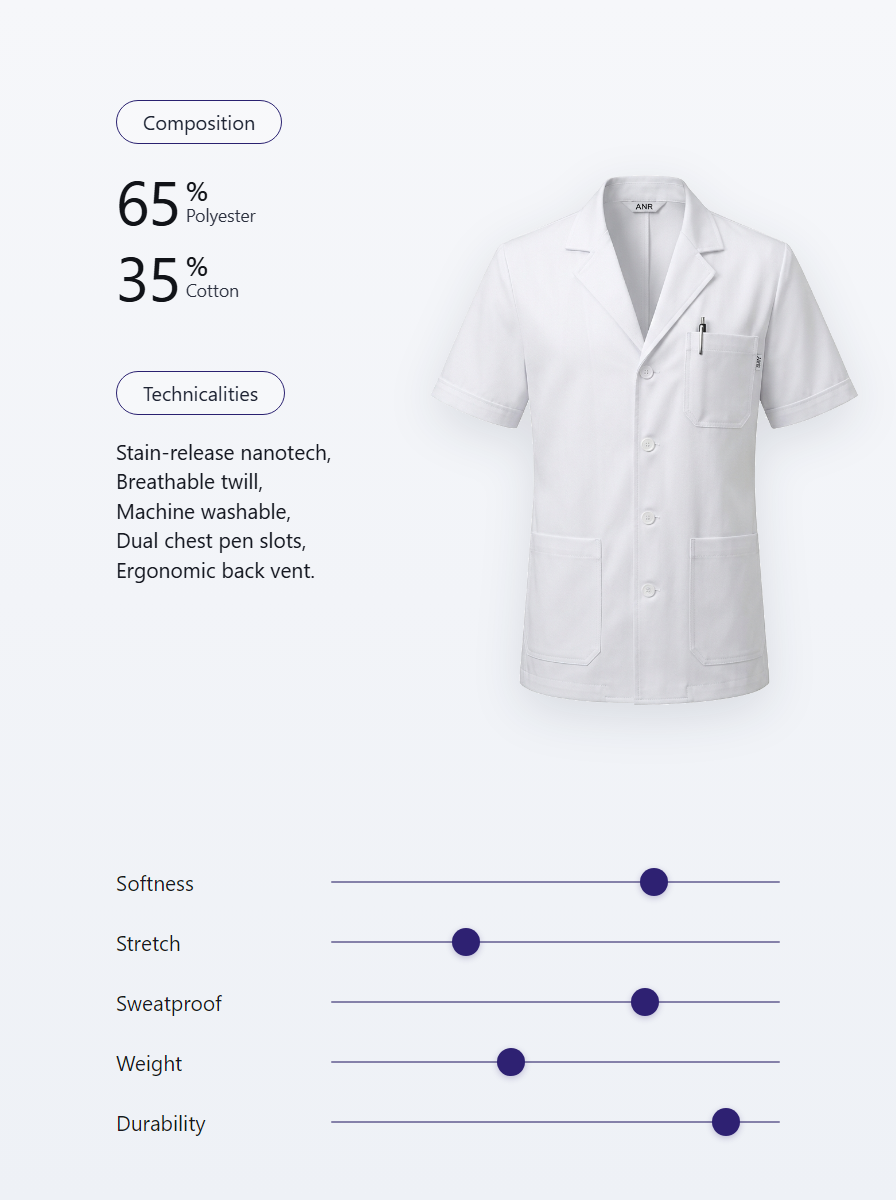 Composition
65 %
Polyester
35 %
Cotton
ANR
Technicalities
Stain-release nanotech,
Breathable twill,
Machine washable,
Dual chest pen slots,
Ergonomic back vent.
Softness
Stretch
Sweatproof
Weight
Durability